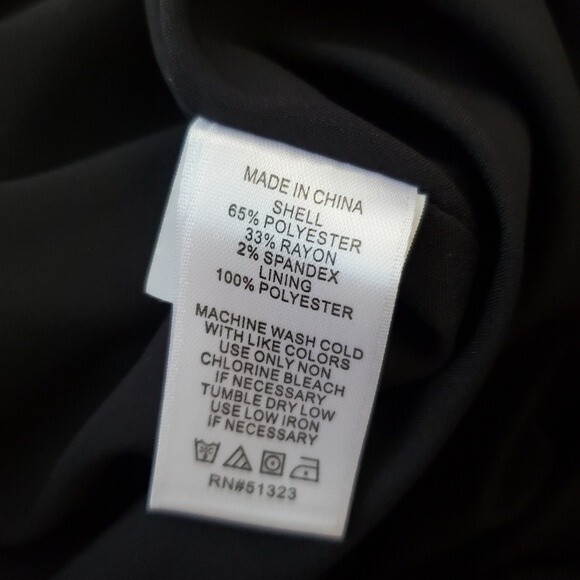 MADE IN CHINA
SHELL
65% POLYESTER
33% RAYON
2% SPANDEX
LINING
100% POLYESTER
MACHINE WASH COLD
WITH LIKE COLORS
USE ONLY NON
CHLORINE BLEACH
IF NECESSARY
TUMBLE DRY LOW
USE LOW IRON
IF NECESSARY
RN#51323